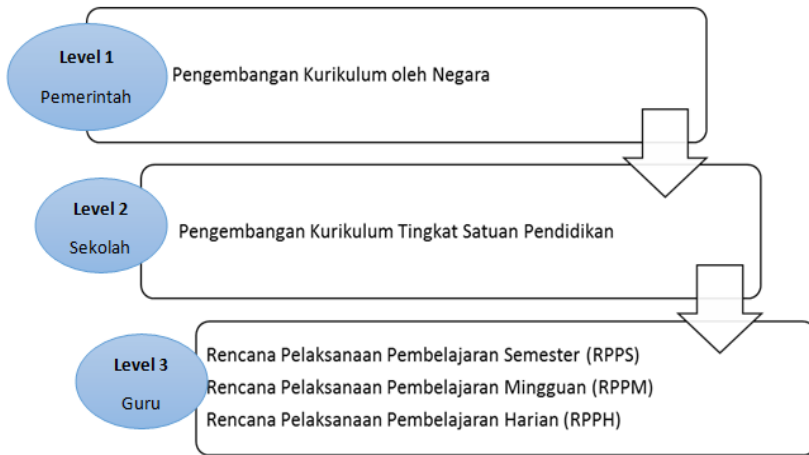 Level 1
Pemerintah
Pengembangan Kurikulum oleh Negara
Level 2
Sekolah
Pengembangan Kurikulum Tingkat Satuan Pendidikan
Level 3
Guru
Rencana Pelaksanaan Pembelajaran Semester (RPPS)
Rencana Pelaksanaan Pembelajaran Mingguan (RPPM)
Rencana Pelaksanaan Pembelajaran Harian (RPPH)